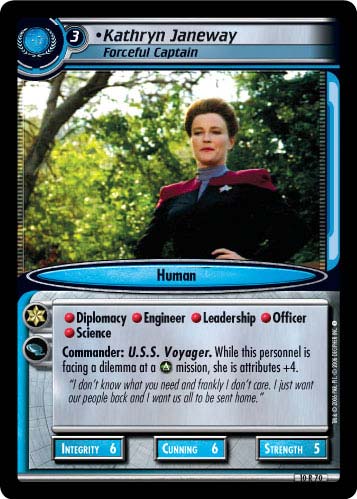 3
•Kathryn Janeway
Forceful Captain
Human
Diplomacy Engineer Leadership Officer
Science
Commander: U.S.S. Voyager. While this personnel is
facing a dilemma at a mission, she is attributes +4.
"I don't know what you need and frankly I don't care. I just want
our people back and I want us all to be sent home."
INTEGRITY 6 CUNNING 6 STRENGTH 5
10 R 70